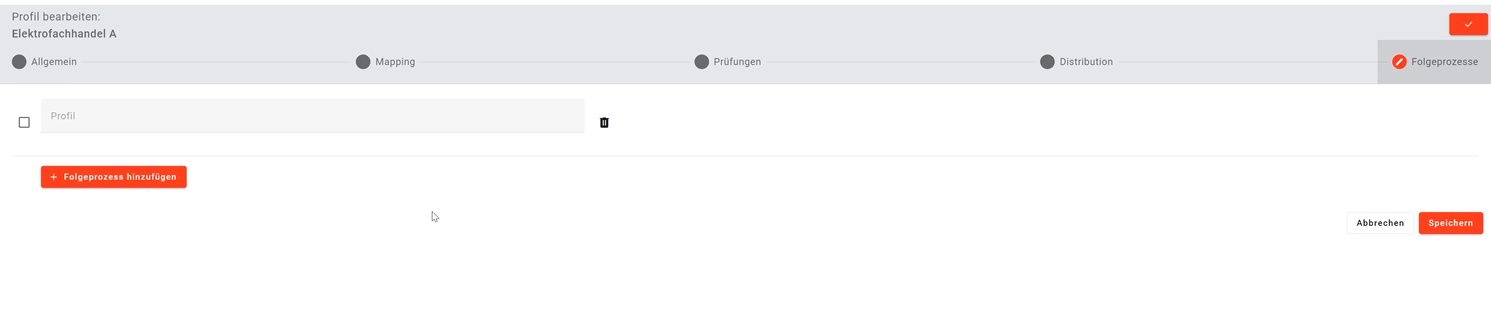 Profil bearbeiten:
Elektrofachhandel A
Allgemein
Mapping
Prüfungen
Distribution
Folgeprozesse
Profil
+ Folgeprozess hinzufügen
Abbrechen
Speichern